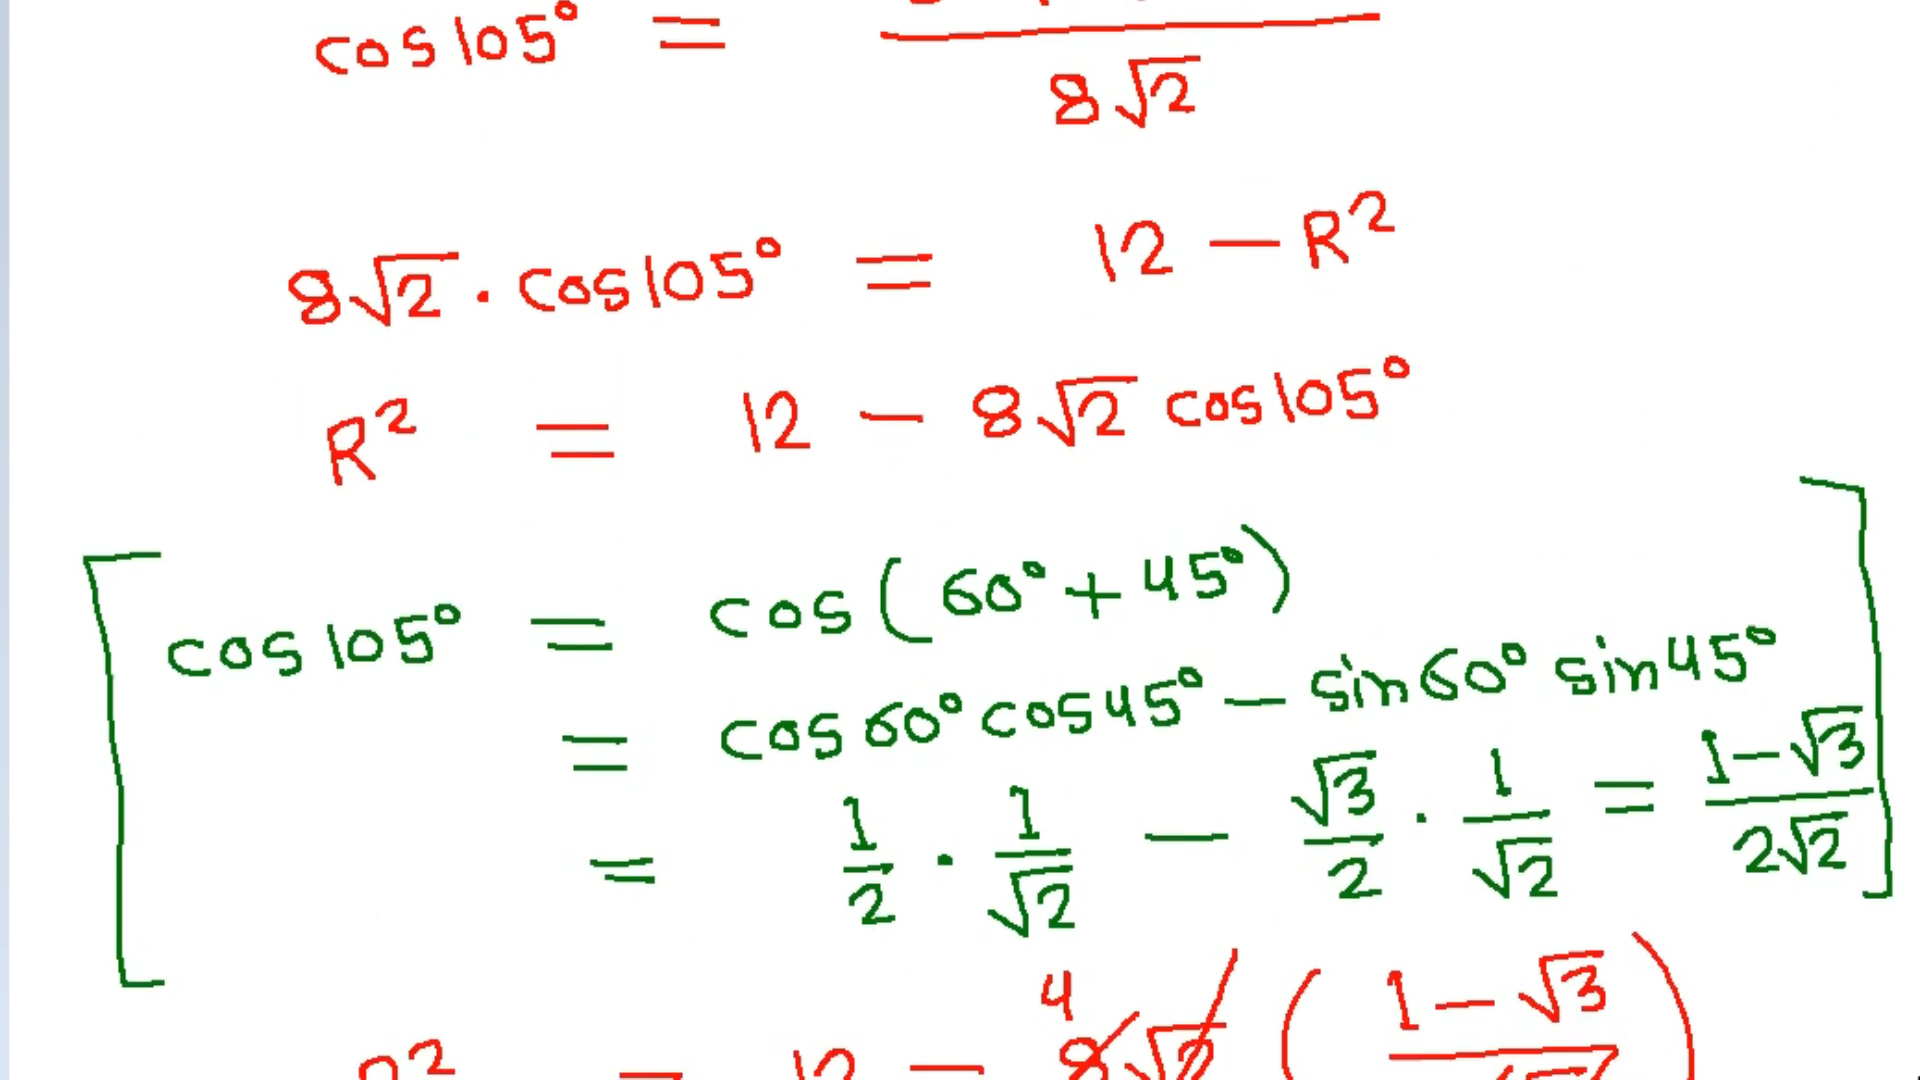 cos105° = ── / 8√2
8√2 · cos105° = 12 − R²
R² = 12 − 8√2 cos105°
[cos105° = cos(60° + 45°)
= cos60° cos45° − sin60° sin45°
= 1/2 · 1/√2 − √3/2 · 1/√2 = (1−√3)/(2√2)]
4
R² = 12 − 8√2 (1−√3